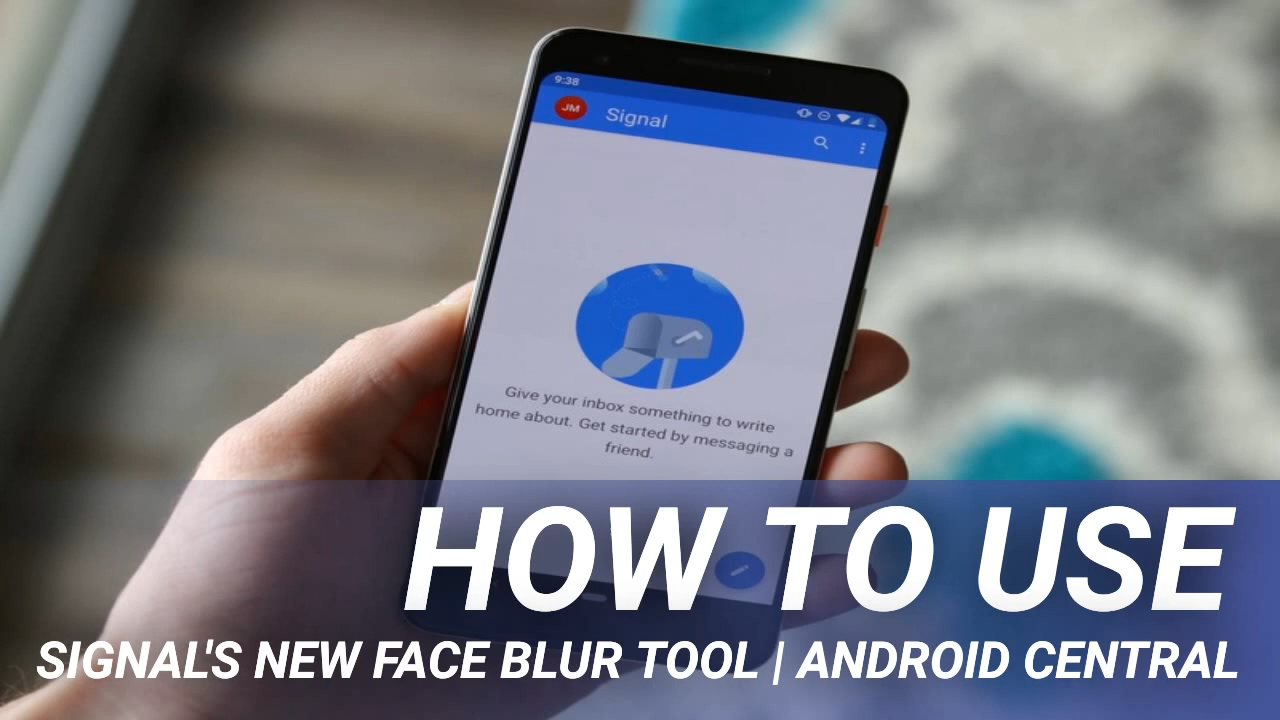 9:38
JM
Signal
Give your inbox something to write
home about. Get started by messaging a
friend.
HOW TO USE
SIGNAL'S NEW FACE BLUR TOOL | ANDROID CENTRAL